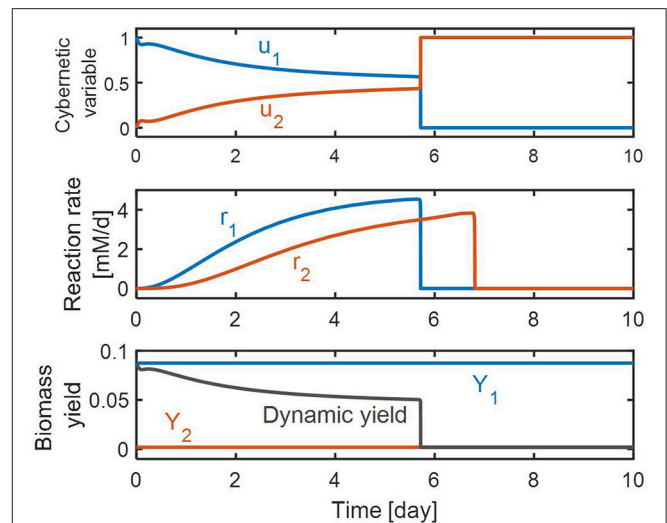 Cybernetic
variable
1
0.5
0
u1
u2
0 2 4 6 8 10
Reaction rate
[mM/d]
4
2
0
r1
r2
0 2 4 6 8 10
Biomass
yield
0.1
0.05
0
Y1
Y2
Dynamic yield
0 2 4 6 8 10
Time [day]